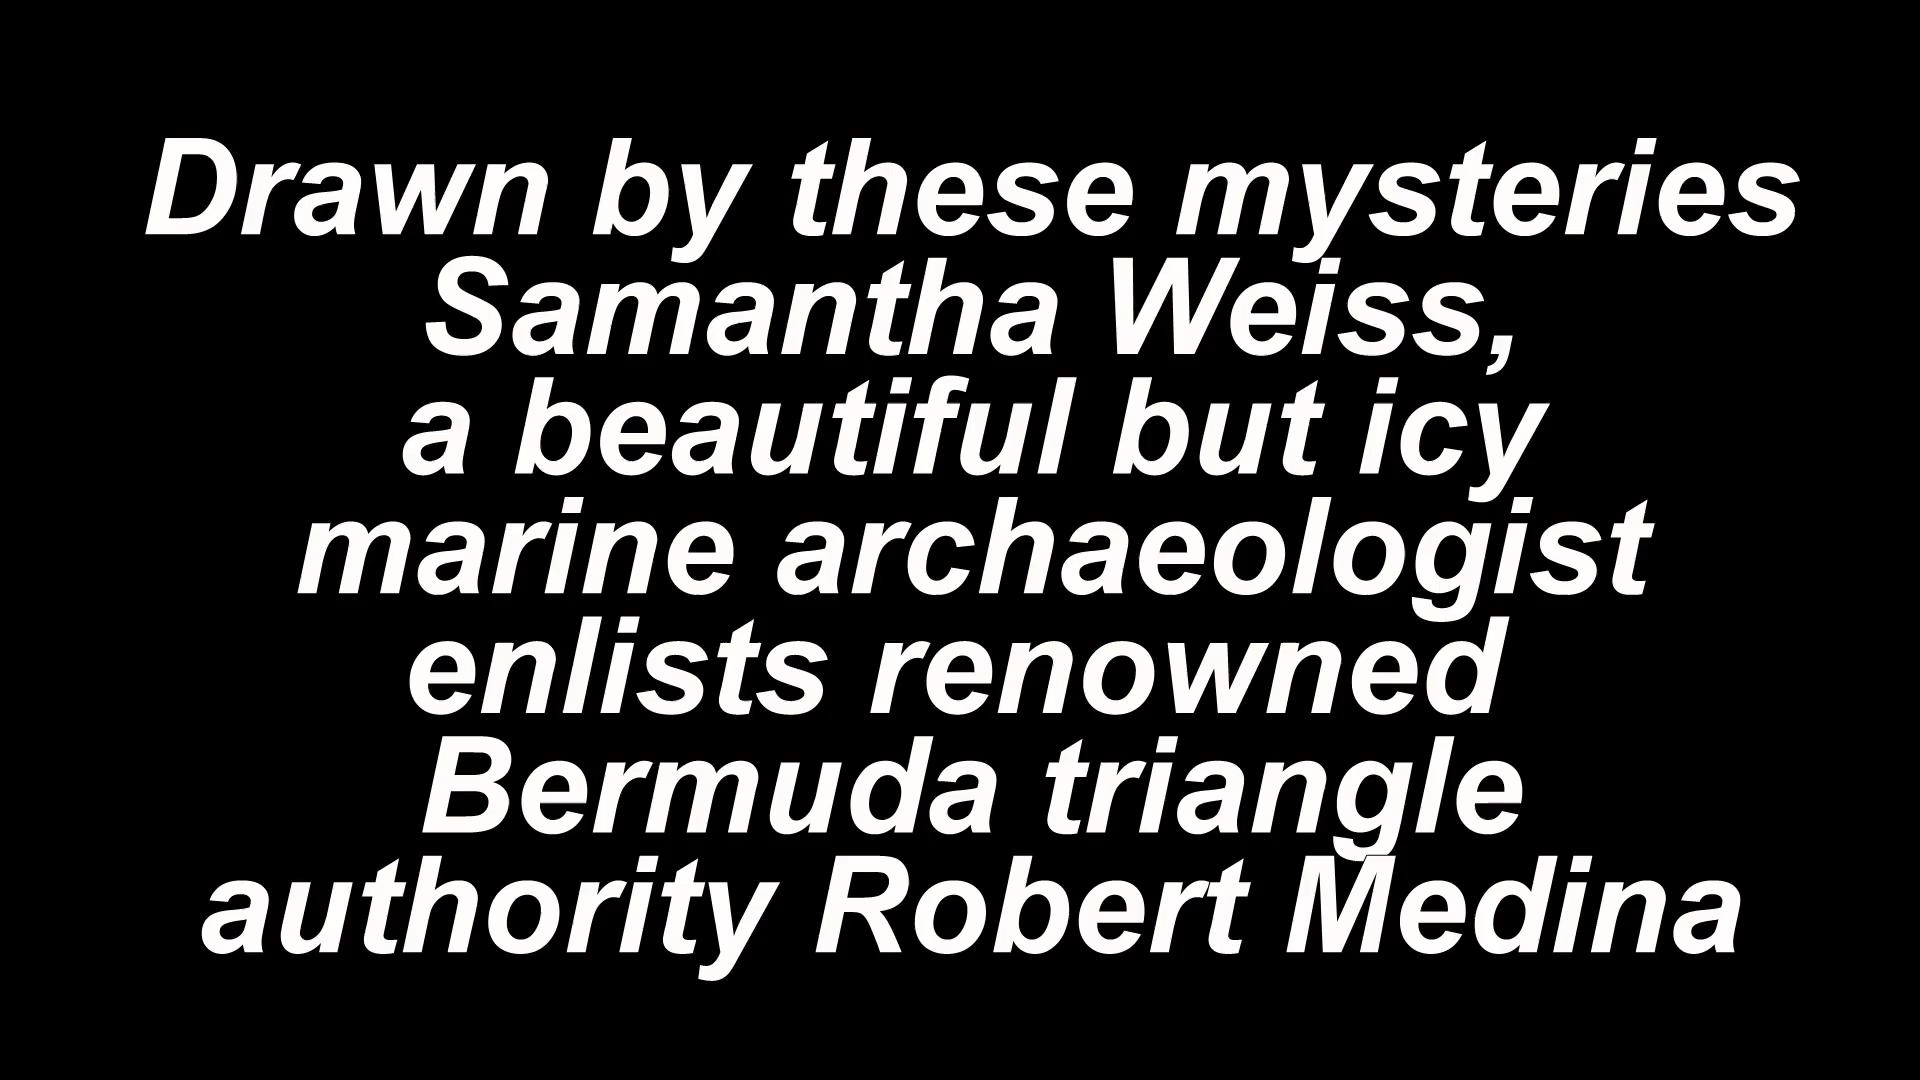 Drawn by these mysteries
Samantha Weiss,
a beautiful but icy
marine archaeologist
enlists renowned
Bermuda triangle
authority Robert Medina